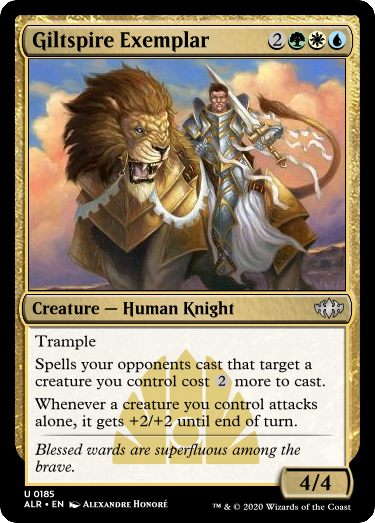 Giltspire Exemplar 2
Creature — Human Knight
Trample
Spells your opponents cast that target a
creature you control cost 2 more to cast.
Whenever a creature you control attacks
alone, it gets +2/+2 until end of turn.
Blessed wards are superfluous among the
brave.
4/4
U 0185
ALR • EN Alexandre Honoré
™ & © 2020 Wizards of the Coast